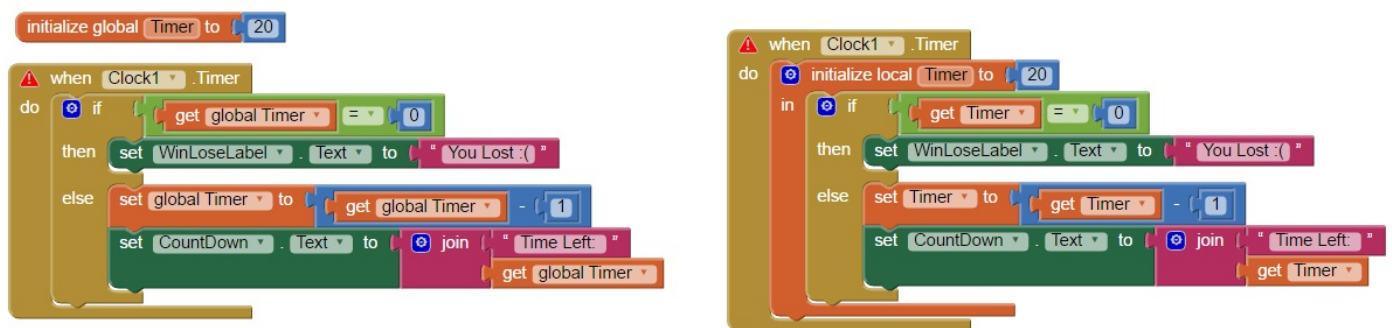 initialize global Timer to 20
when Clock1 .Timer
do if get global Timer = 0
then set WinLoseLabel . Text to " You Lost :( "
else set global Timer to get global Timer - 1
set CountDown . Text to join " Time Left: "
get global Timer
when Clock1 .Timer
do initialize local Timer to 20
in if get Timer = 0
then set WinLoseLabel . Text to " You Lost :( "
else set Timer to get Timer - 1
set CountDown . Text to join " Time Left: "
get Timer